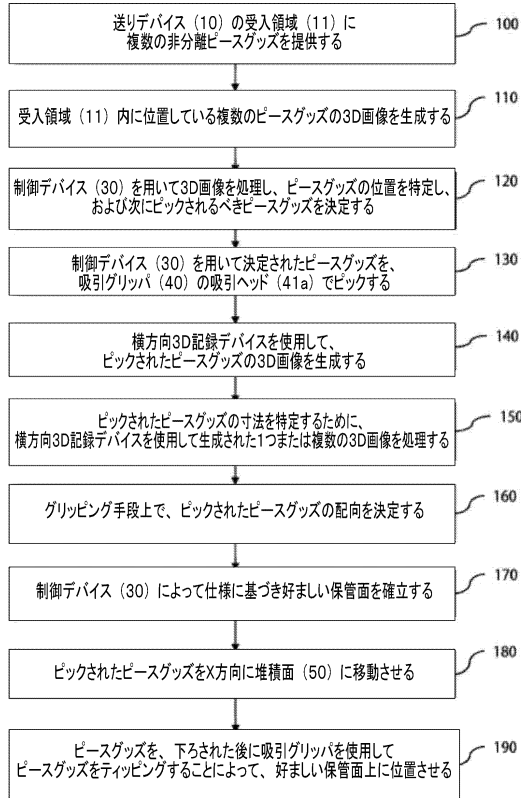 送りデバイス（10）の受入領域（11）に
複数の非分離ピースグッズを提供する
100
受入領域（11）内に位置している複数のピースグッズの3D画像を生成する
110
制御デバイス（30）を用いて3D画像を処理し、ピースグッズの位置を特定し、
および次にピックされるべきピースグッズを決定する
120
制御デバイス（30）を用いて決定されたピースグッズを、
吸引グリッパ（40）の吸引ヘッド（41a）でピックする
130
横方向3D記録デバイスを使用して、
ピックされたピースグッズの3D画像を生成する
140
ピックされたピースグッズの寸法を特定するために、
横方向3D記録デバイスを使用して生成された1つまたは複数の3D画像を処理する
150
グリッピング手段上で、ピックされたピースグッズの配向を決定する
160
制御デバイス（30）によって仕様に基づき好ましい保管面を確立する
170
ピックされたピースグッズをX方向に堆積面（50）に移動させる
180
ピースグッズを、下ろされた後に吸引グリッパを使用して
ピースグッズをティッピングすることによって、好ましい保管面上に位置させる
190